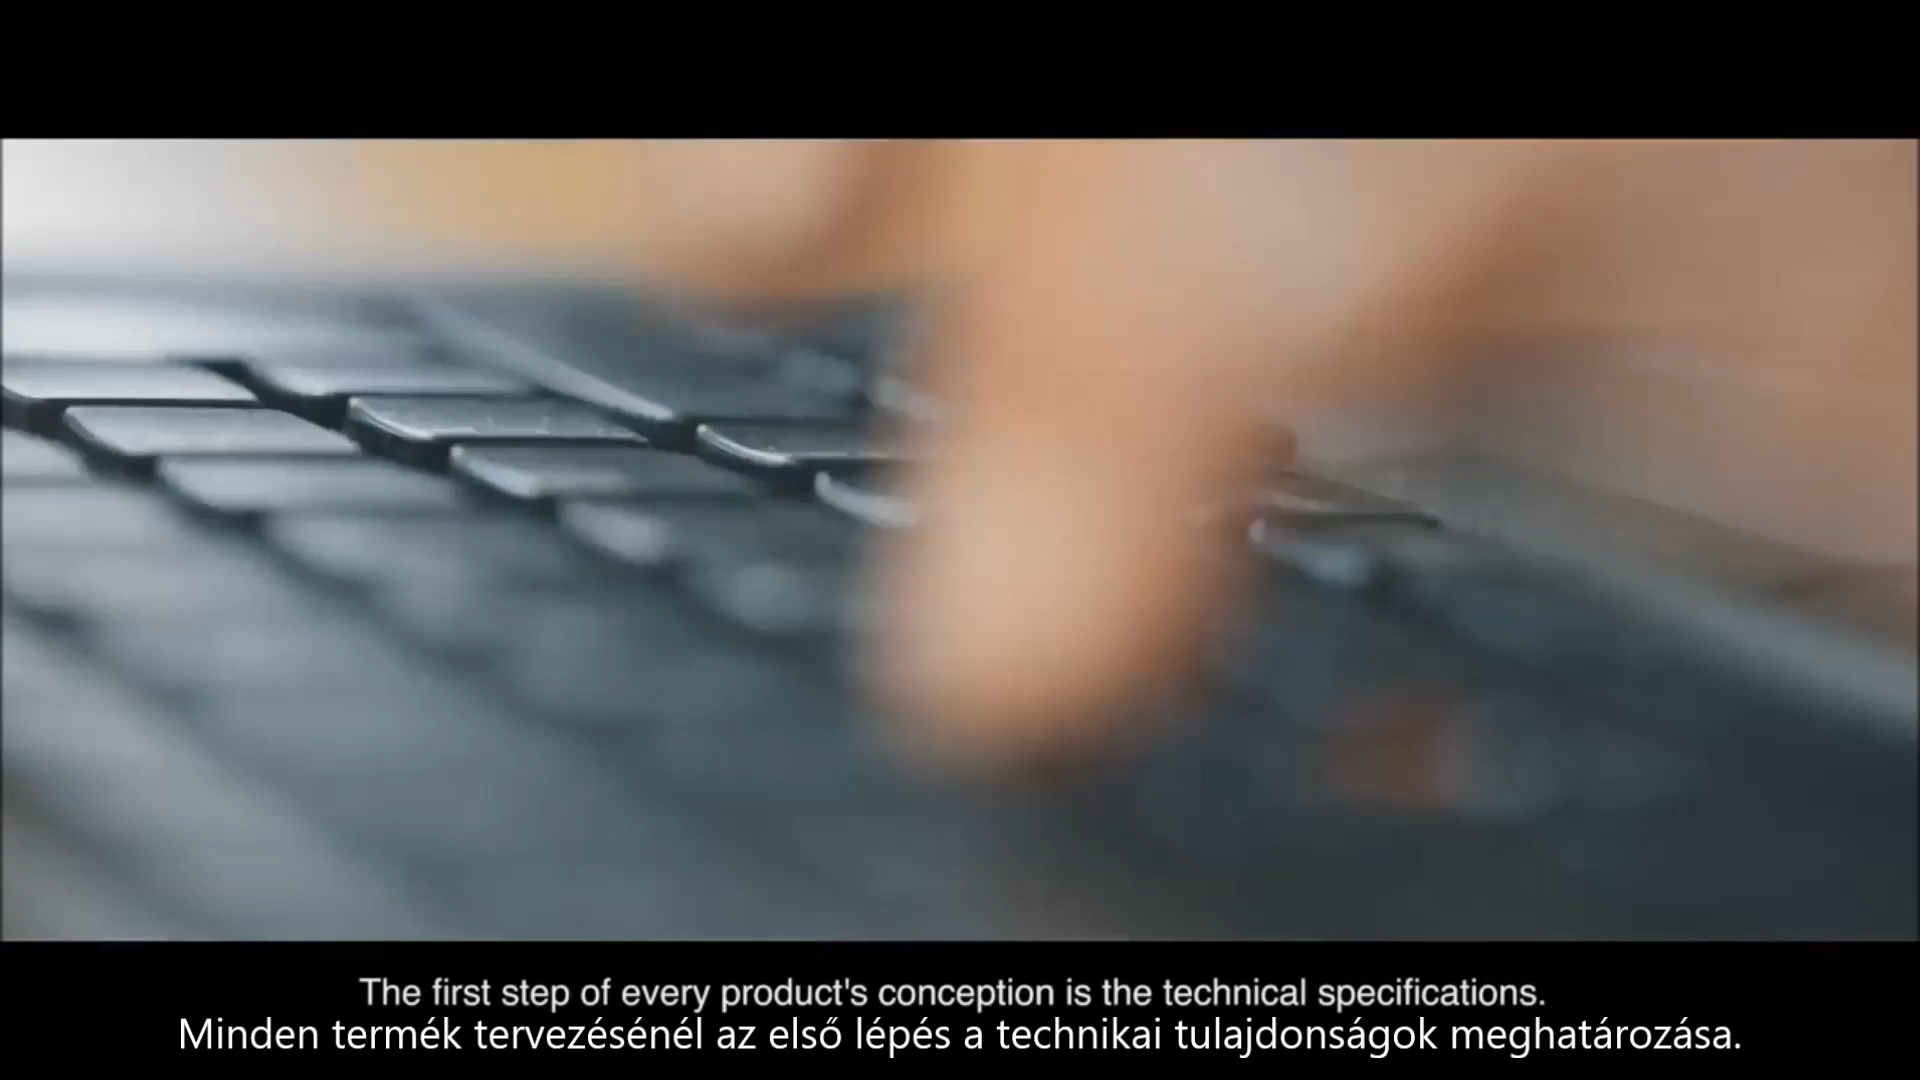 The first step of every product's conception is the technical specifications.
Minden termék tervezésénél az első lépés a technikai tulajdonságok meghatározása.